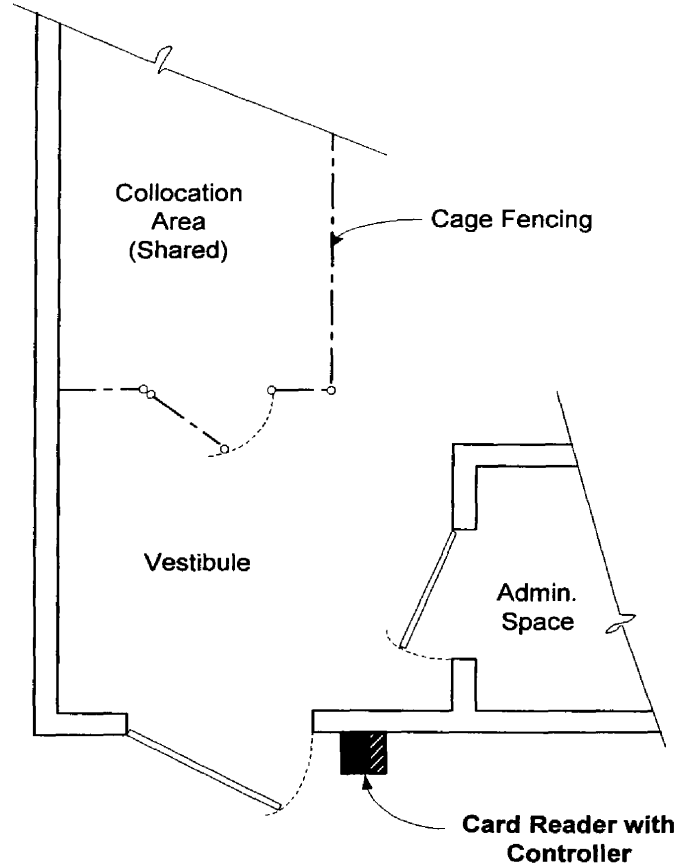 Collocation
Area
(Shared)
Cage Fencing
Vestibule
Admin.
Space
Card Reader with
Controller